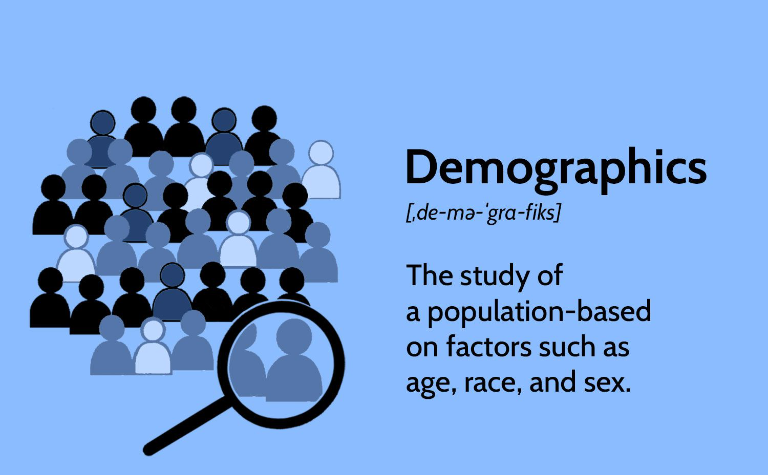 Demographics
[ˌde-mə-ˈgra-fiks]
The study of
a population-based
on factors such as
age, race, and sex.